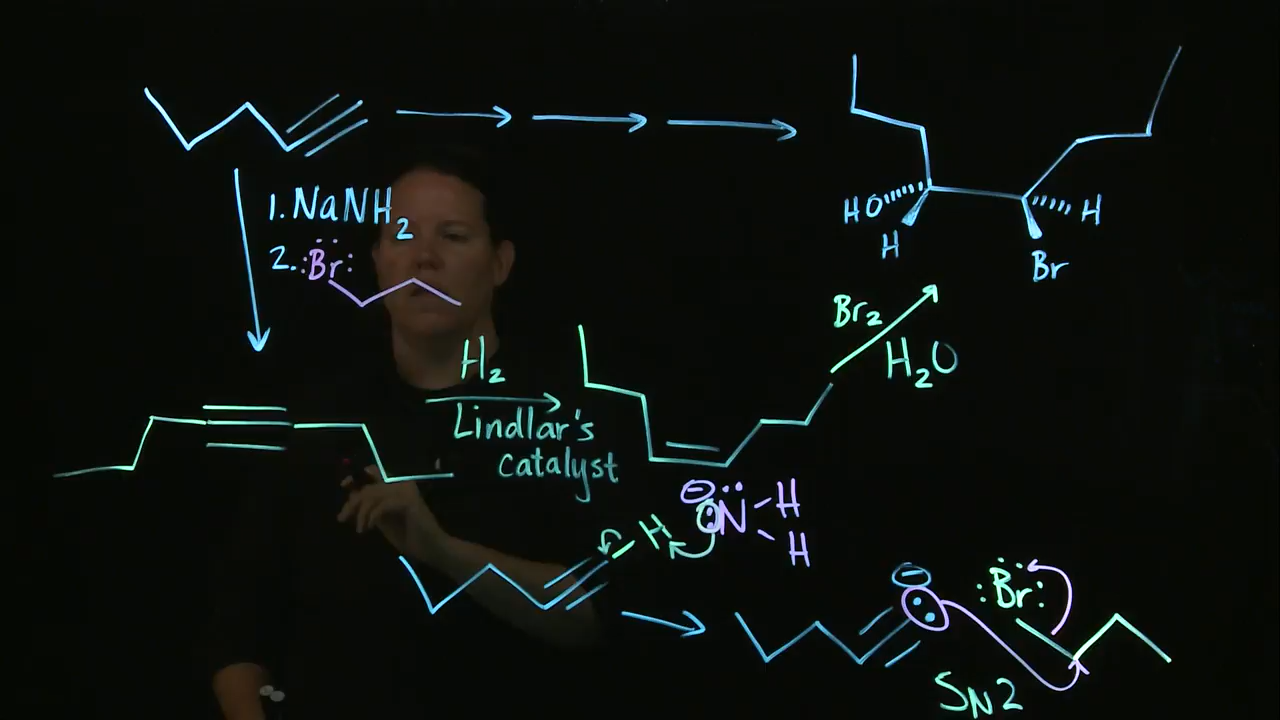 1. NaNH2
2. :Br:
HO
H
H
Br
Br2
H2O
H2
Lindlar's
catalyst
H
⊖
:N
H
H
⊖
:
:Br:
SN2